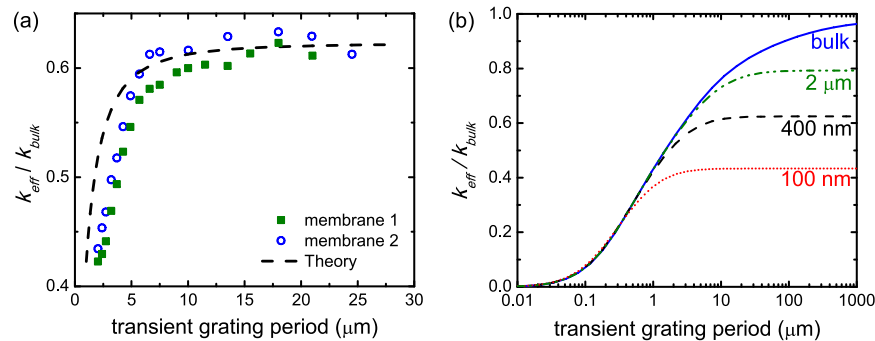 (a)
k_eff / k_bulk
0.6
0.5
0.4
0 5 10 15 20 25 30
transient grating period (μm)
membrane 1
membrane 2
Theory
(b)
k_eff / k_bulk
1.0
0.8
0.6
0.4
0.2
0.0
0.01 0.1 1 10 100 1000
transient grating period (μm)
bulk
2 μm
400 nm
100 nm